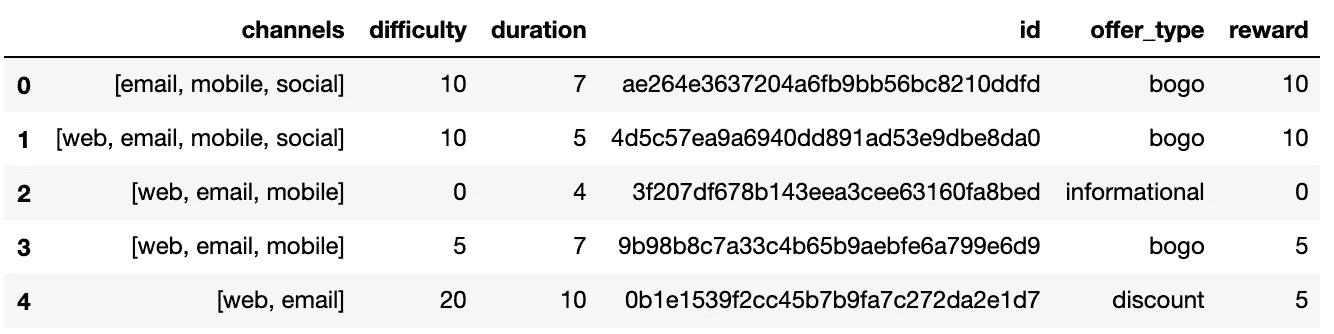 channels difficulty duration id offer_type reward
0 [email, mobile, social] 10 7 ae264e3637204a6fb9bb56bc8210ddfd bogo 10
1 [web, email, mobile, social] 10 5 4d5c57ea9a6940dd891ad53e9dbe8da0 bogo 10
2 [web, email, mobile] 0 4 3f207df678b143eea3cee63160fa8bed informational 0
3 [web, email, mobile] 5 7 9b98b8c7a33c4b65b9aebfe6a799e6d9 bogo 5
4 [web, email] 20 10 0b1e1539f2cc45b7b9fa7c272da2e1d7 discount 5